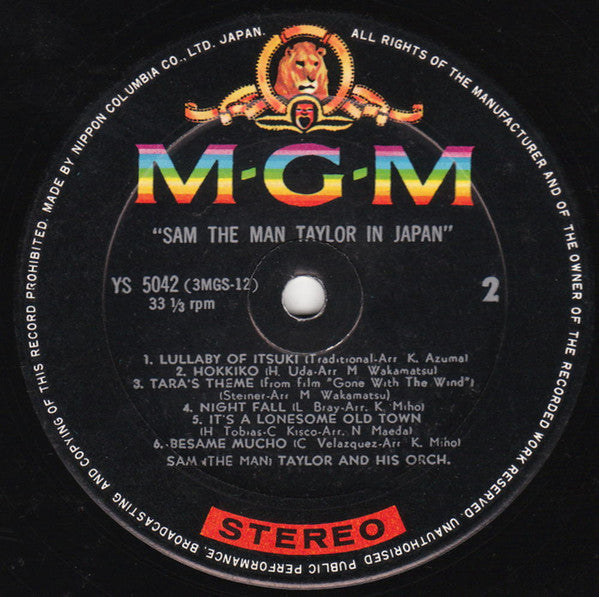 MADE BY NIPPON COLUMBIA CO., LTD. JAPAN. ALL RIGHTS OF THE MANUFACTURER AND OF THE OWNER OF THE RECORDED WORK RESERVED. UNAUTHORISED PUBLIC PERFORMANCE, BROADCASTING AND COPYING OF THIS RECORD PROHIBITED.
M-G-M
"SAM THE MAN TAYLOR IN JAPAN"
YS 5042 (3MGS-12)
33 1/3 rpm
2
1. LULLABY OF ITSUKI (Traditional-Arr K. Azuma)
2. HOKKIKO (H. Uda-Arr M Wakamatsu)
3. TARA'S THEME (from Film "Gone With The Wind")
(Steiner-Arr M. Wakamatsu)
4. NIGHT FALL (L. Bray-Arr. K Miho)
5. IT'S A LONESOME OLD TOWN
(H Tobias-C Kisco-Arr. N Maeda)
6. BESAME MUCHO (C Velazquez-Arr K. Miho)
SAM (THE MAN) TAYLOR AND HIS ORCH.
STEREO